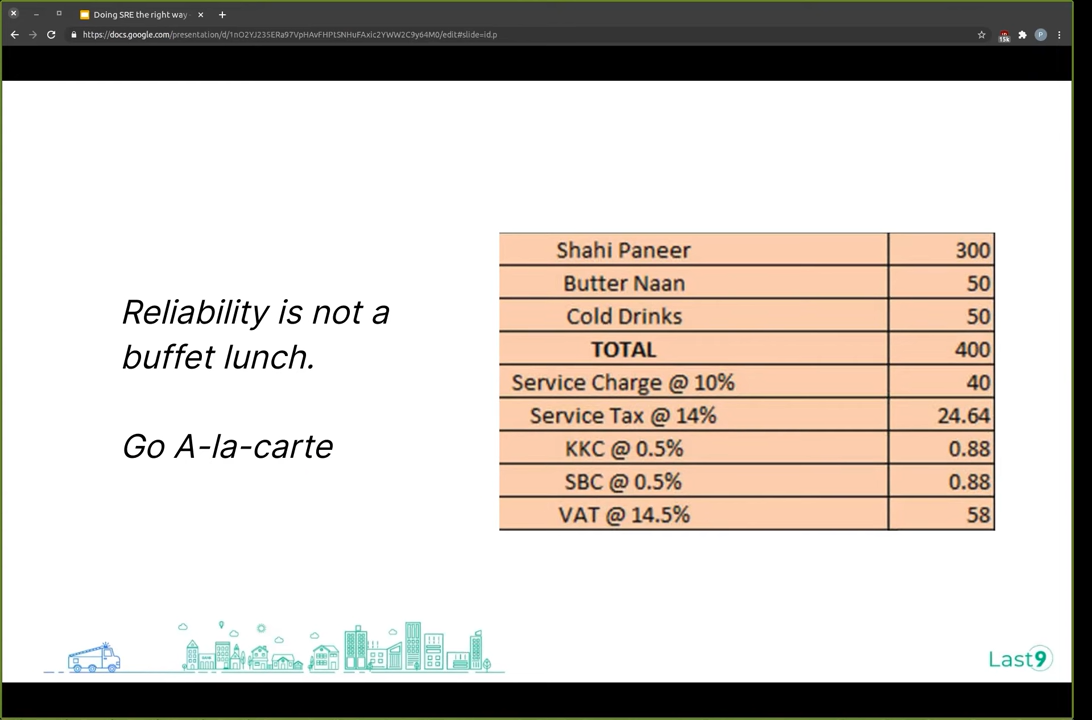 Doing SRE the right way
https://docs.google.com/presentation/d/1nO2YJ235ERa97VpHAvFHPtSNHuFAxic2YWW2C9y64M0/edit#slide=id.p
15k
P
Reliability is not a
buffet lunch.
Go A-la-carte
Shahi Paneer 300
Butter Naan 50
Cold Drinks 50
TOTAL 400
Service Charge @ 10% 40
Service Tax @ 14% 24.64
KKC @ 0.5% 0.88
SBC @ 0.5% 0.88
VAT @ 14.5% 58
Last9